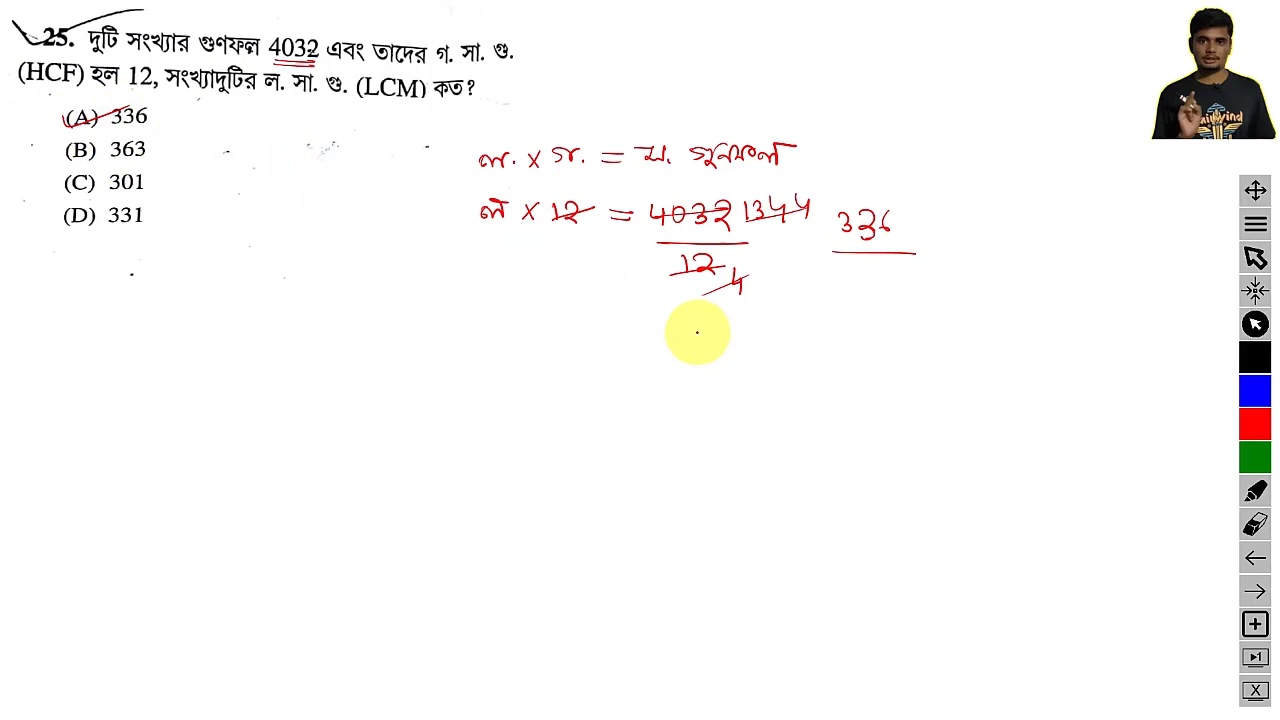 25. দুটি সংখ্যার গুণফল 4032 এবং তাদের গ. সা. গু.
(HCF) হল 12, সংখ্যাদুটির ল. সা. গু. (LCM) কত?
(A) 336
(B) 363
(C) 301
(D) 331
ল. × গ. = স. গুনফল
ল × 12 = 4032 1344 336
12
4